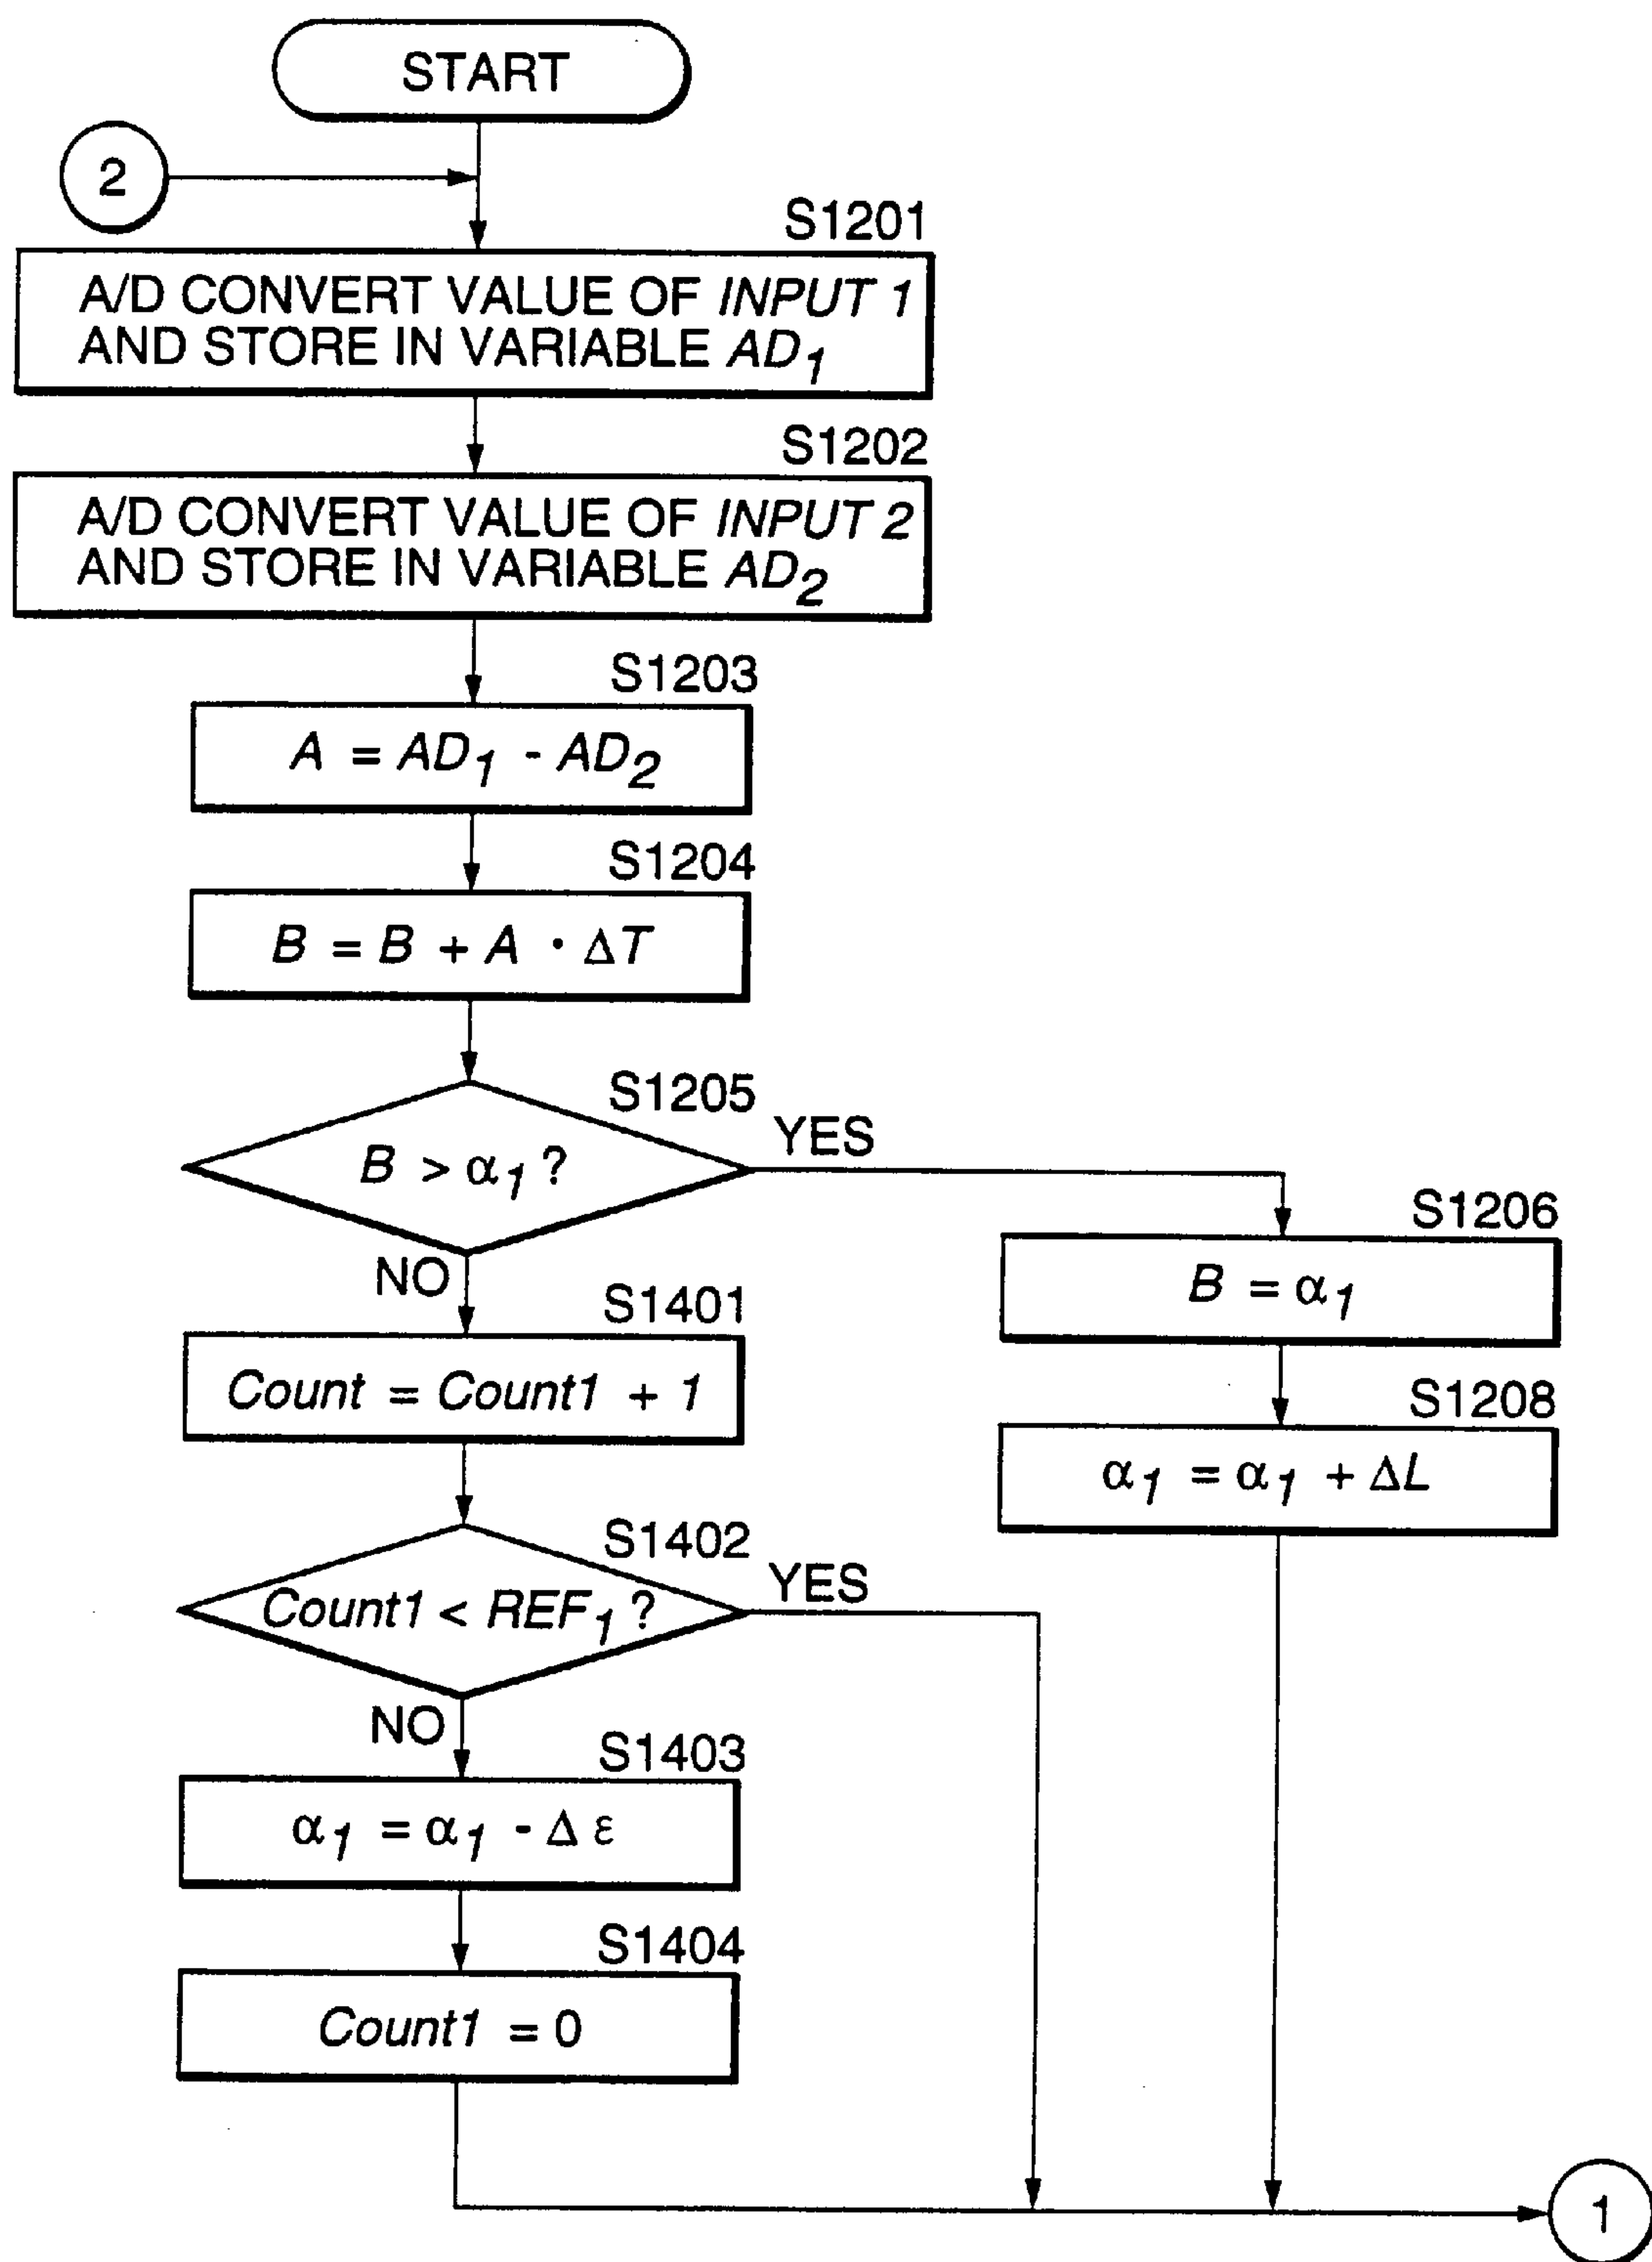 START
2
S1201
A/D CONVERT VALUE OF INPUT 1
AND STORE IN VARIABLE AD₁
S1202
A/D CONVERT VALUE OF INPUT 2
AND STORE IN VARIABLE AD₂
S1203
A = AD₁ - AD₂
S1204
B = B + A · ΔT
S1205
B > α₁ ?
YES
NO
S1206
B = α₁
S1401
Count = Count1 + 1
S1208
α₁ = α₁ + ΔL
S1402
Count1 < REF₁ ?
YES
NO
S1403
α₁ = α₁ - Δ ε
S1404
Count1 = 0
1